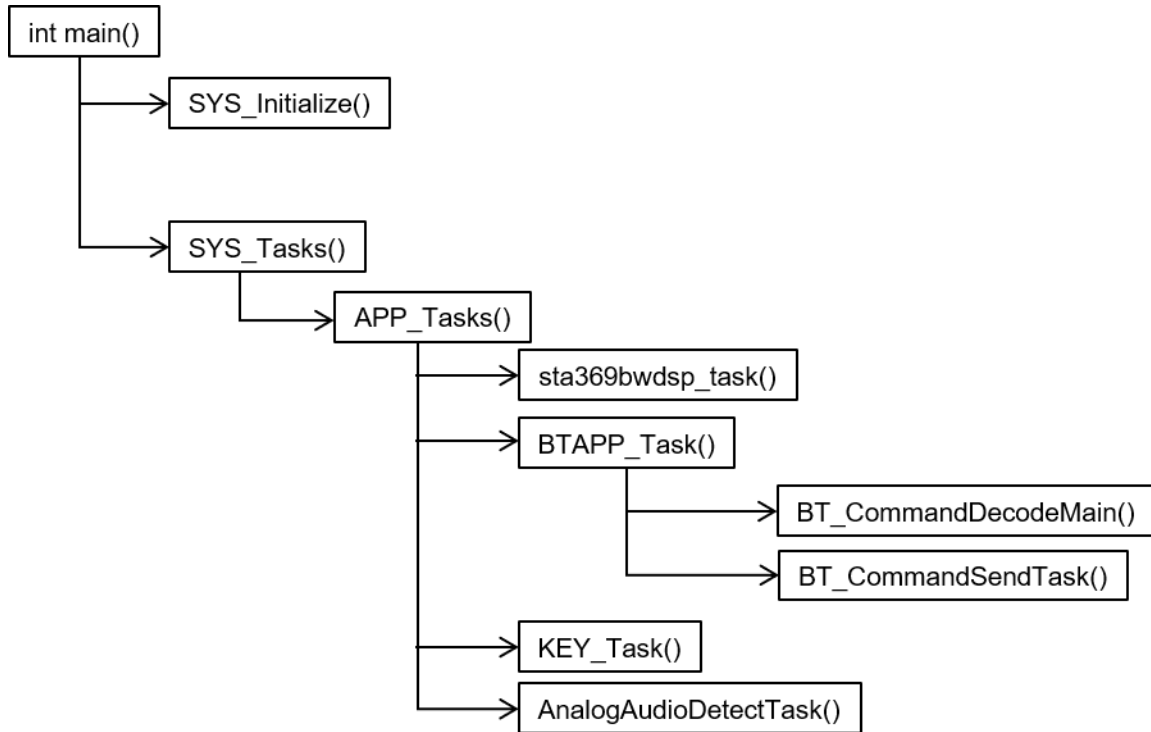 int main()
SYS_Initialize()
SYS_Tasks()
APP_Tasks()
sta369bwdsp_task()
BTAPP_Task()
BT_CommandDecodeMain()
BT_CommandSendTask()
KEY_Task()
AnalogAudioDetectTask()